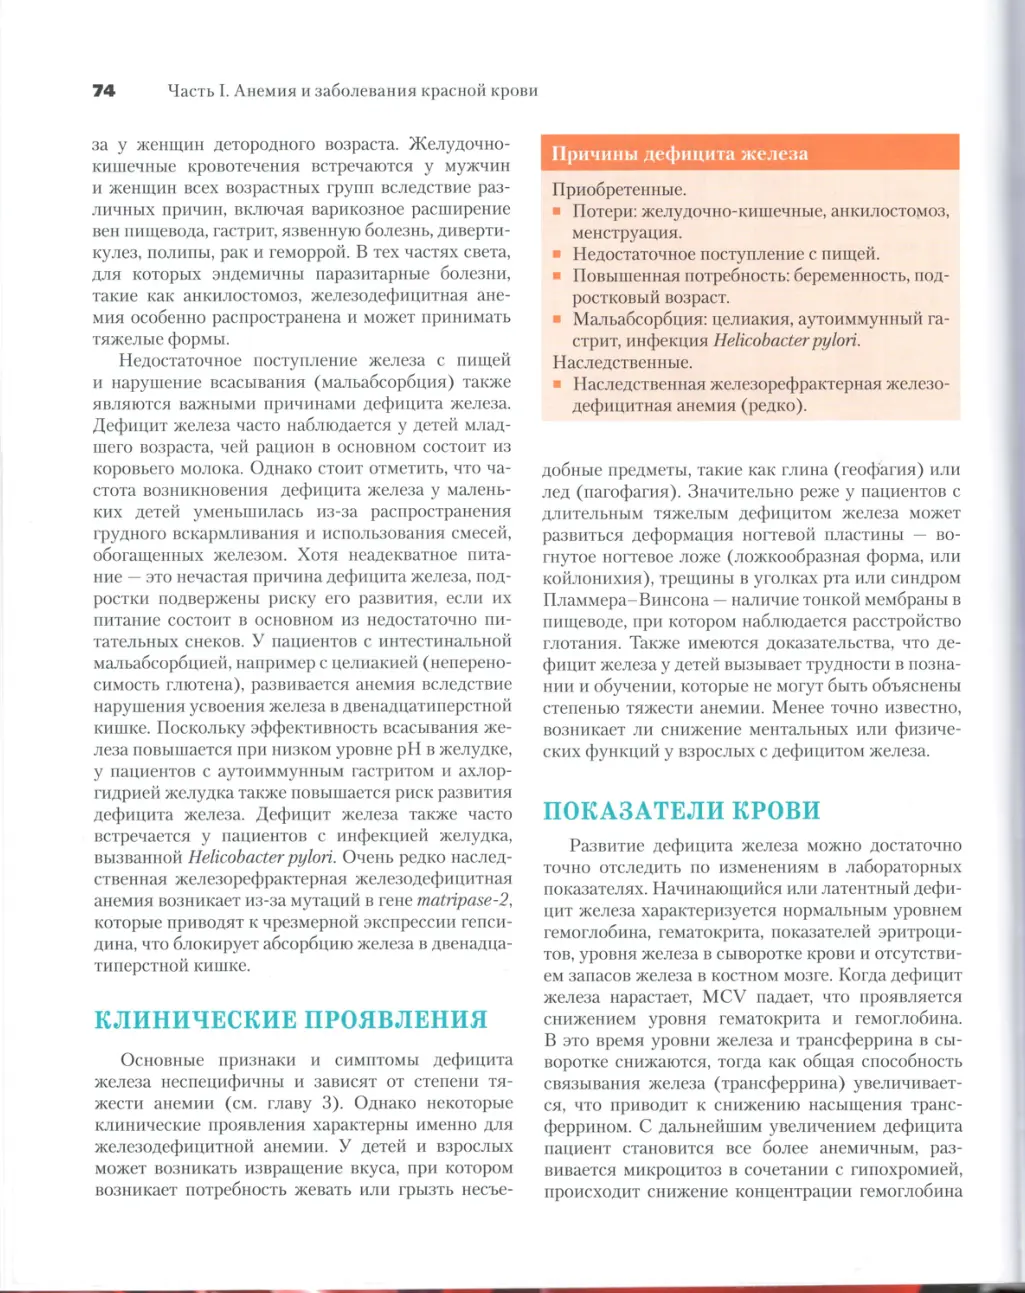 74 Часть I. Анемия и заболевания красной крови
за у женщин детородного возраста. Желудочно-
кишечные кровотечения встречаются у мужчин
и женщин всех возрастных групп вследствие раз-
личных причин, включая варикозное расширение
вен пищевода, гастрит, язвенную болезнь, диверти-
кулез, полипы, рак и геморрой. В тех частях света,
для которых эндемичны паразитарные болезни,
такие как анкилостомоз, железодефицитная ане-
мия особенно распространена и может принимать
тяжелые формы.
Недостаточное поступление железа с пищей
и нарушение всасывания (мальабсорбция) также
являются важными причинами дефицита железа.
Дефицит железа часто наблюдается у детей млад-
шего возраста, чей рацион в основном состоит из
коровьего молока. Однако стоит отметить, что ча-
стота возникновения дефицита железа у малень-
ких детей уменьшилась из-за распространения
грудного вскармливания и использования смесей,
обогащенных железом. Хотя неадекватное пита-
ние — это нечастая причина дефицита железа, под-
ростки подвержены риску его развития, если их
питание состоит в основном из недостаточно пи-
тательных снеков. У пациентов с интестинальной
мальабсорбцией, например с целиакией (неперено-
симость глютена), развивается анемия вследствие
нарушения усвоения железа в двенадцатиперстной
кишке. Поскольку эффективность всасывания же-
леза повышается при низком уровне pH в желудке,
у пациентов с аутоиммунным гастритом и ахлор-
гидрией желудка также повышается риск развития
дефицита железа. Дефицит железа также часто
встречается у пациентов с инфекцией желудка,
вызванной Helicobacter pylori. Очень редко наслед-
ственная железорефрактерная железодефицитная
анемия возникает из-за мутаций в гене matripase-2,
которые приводят к чрезмерной экспрессии гепси-
дина, что блокирует абсорбцию железа в двенадца-
типерстной кишке.
КЛИНИЧЕСКИЕ ПРОЯВЛЕНИЯ
Основные признаки и симптомы дефицита
железа неспецифичны и зависят от степени тя-
жести анемии (см. главу 3). Однако некоторые
клинические проявления характерны именно для
железодефицитной анемии. У детей и взрослых
может возникать извращение вкуса, при котором
возникает потребность жевать или грызть несъе-
Причины дефицита железа
Приобретенные.
▪ Потери: желудочно-кишечные, анкилостомоз,
менструация.
▪ Недостаточное поступление с пищей.
▪ Повышенная потребность: беременность, под-
ростковый возраст.
▪ Мальабсорбция: целиакия, аутоиммунный га-
стрит, инфекция Helicobacter pylori.
Наследственные.
▪ Наследственная железорефрактерная железо-
дефицитная анемия (редко).
добные предметы, такие как глина (геофагия) или
лед (пагофагия). Значительно реже у пациентов с
длительным тяжелым дефицитом железа может
развиться деформация ногтевой пластины — во-
гнутое ногтевое ложе (ложкообразная форма, или
койлонихия), трещины в уголках рта или синдром
Пламмера–Винсона — наличие тонкой мембраны в
пищеводе, при котором наблюдается расстройство
глотания. Также имеются доказательства, что де-
фицит железа у детей вызывает трудности в позна-
нии и обучении, которые не могут быть объяснены
степенью тяжести анемии. Менее точно известно,
возникает ли снижение ментальных или физиче-
ских функций у взрослых с дефицитом железа.
ПОКАЗАТЕЛИ КРОВИ
Развитие дефицита железа можно достаточно
точно отследить по изменениям в лабораторных
показателях. Начинающийся или латентный дефи-
цит железа характеризуется нормальным уровнем
гемоглобина, гематокрита, показателей эритроци-
тов, уровня железа в сыворотке крови и отсутстви-
ем запасов железа в костном мозге. Когда дефицит
железа нарастает, MCV падает, что проявляется
снижением уровня гематокрита и гемоглобина.
В это время уровни железа и трансферрина в сы-
воротке снижаются, тогда как общая способность
связывания железа (трансферрина) увеличивает-
ся, что приводит к снижению насыщения транс-
феррином. С дальнейшим увеличением дефицита
пациент становится все более анемичным, раз-
вивается микроцитоз в сочетании с гипохромией,
происходит снижение концентрации гемоглобина